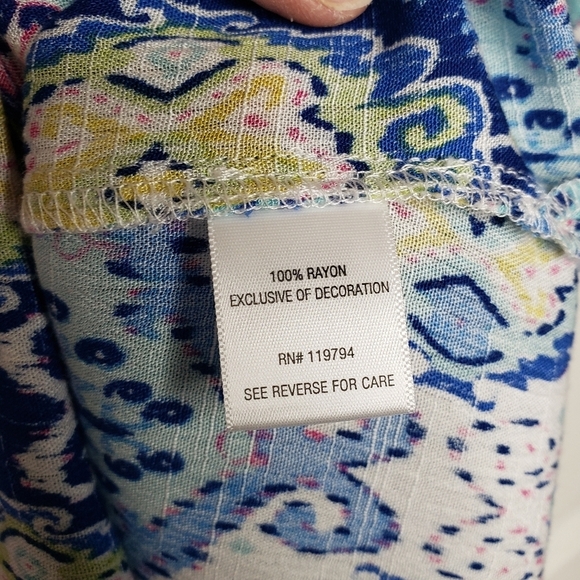 100% RAYON
EXCLUSIVE OF DECORATION
RN# 119794
SEE REVERSE FOR CARE